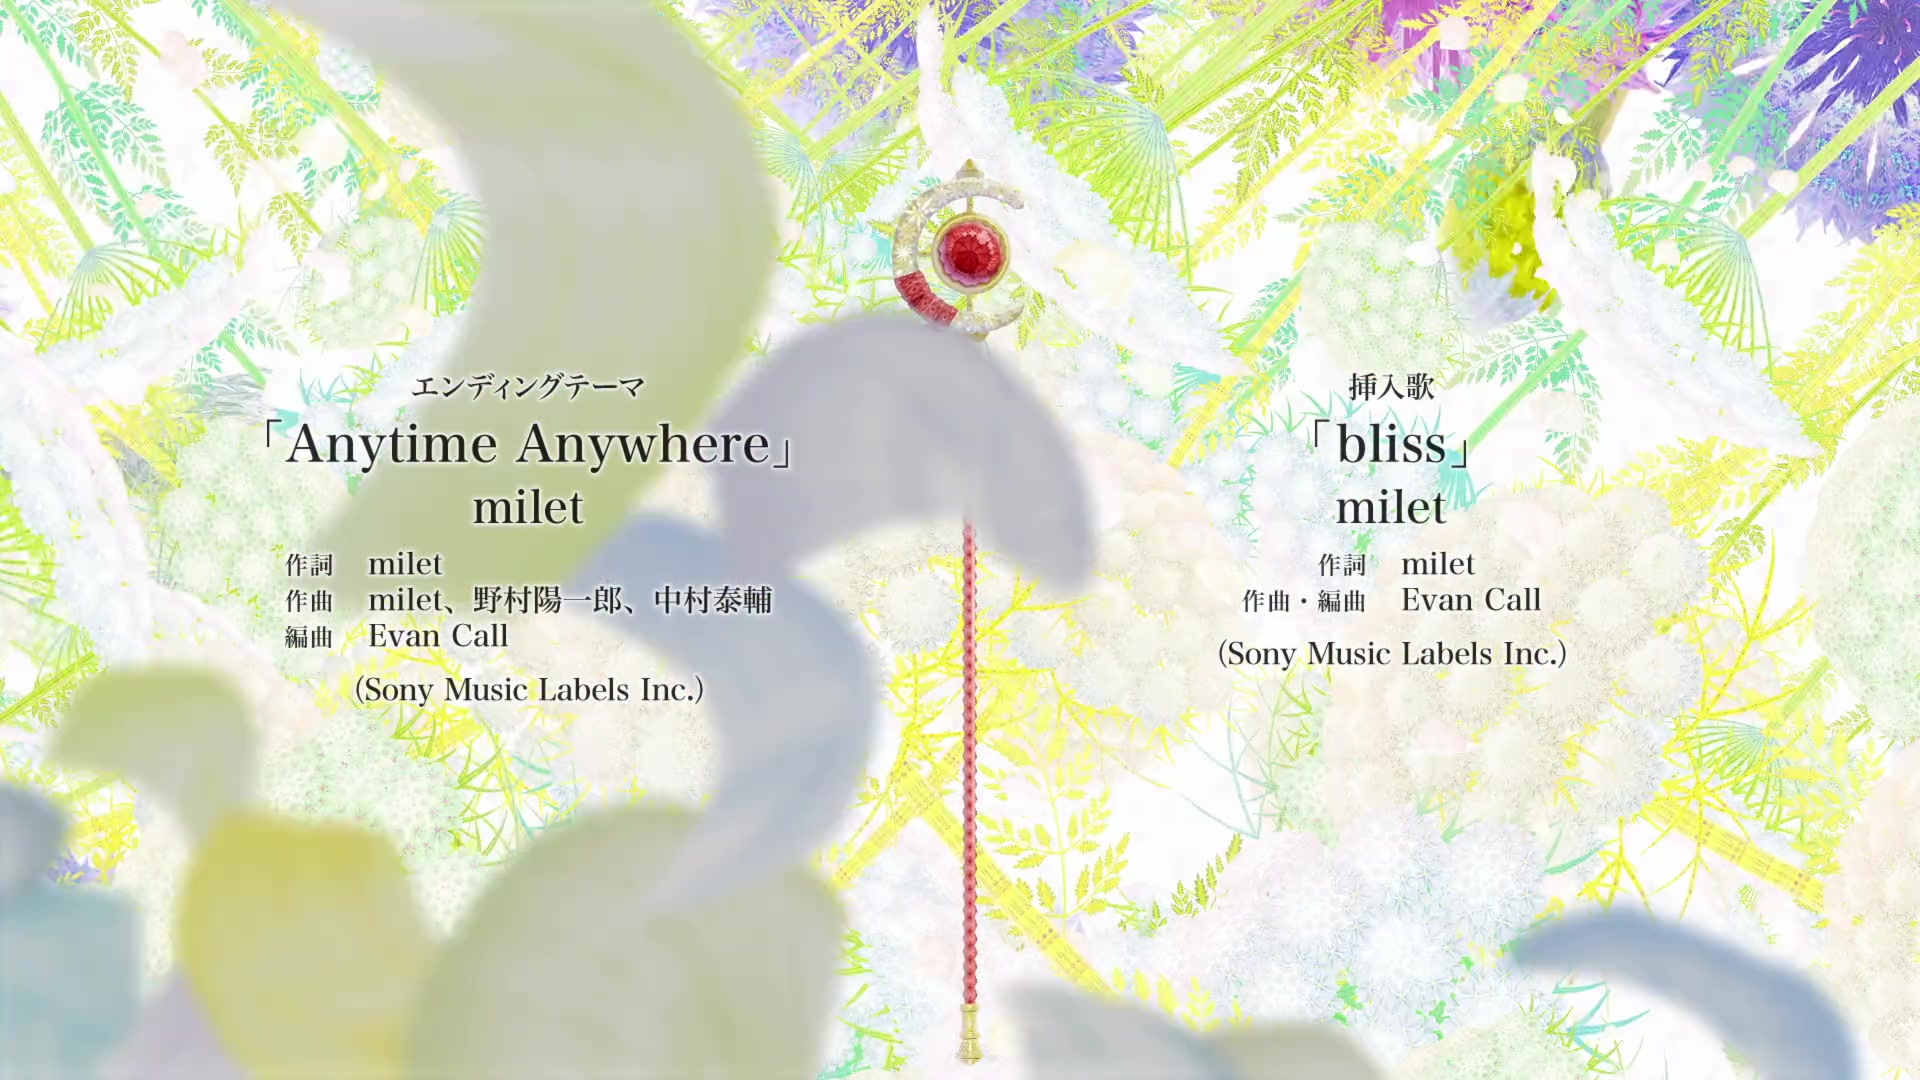 エンディングテーマ
「Anytime Anywhere」
milet
作詞 milet
作曲 milet、野村陽一郎、中村泰輔
編曲 Evan Call
(Sony Music Labels Inc.)
挿入歌
「bliss」
milet
作詞 milet
作曲・編曲 Evan Call
(Sony Music Labels Inc.)